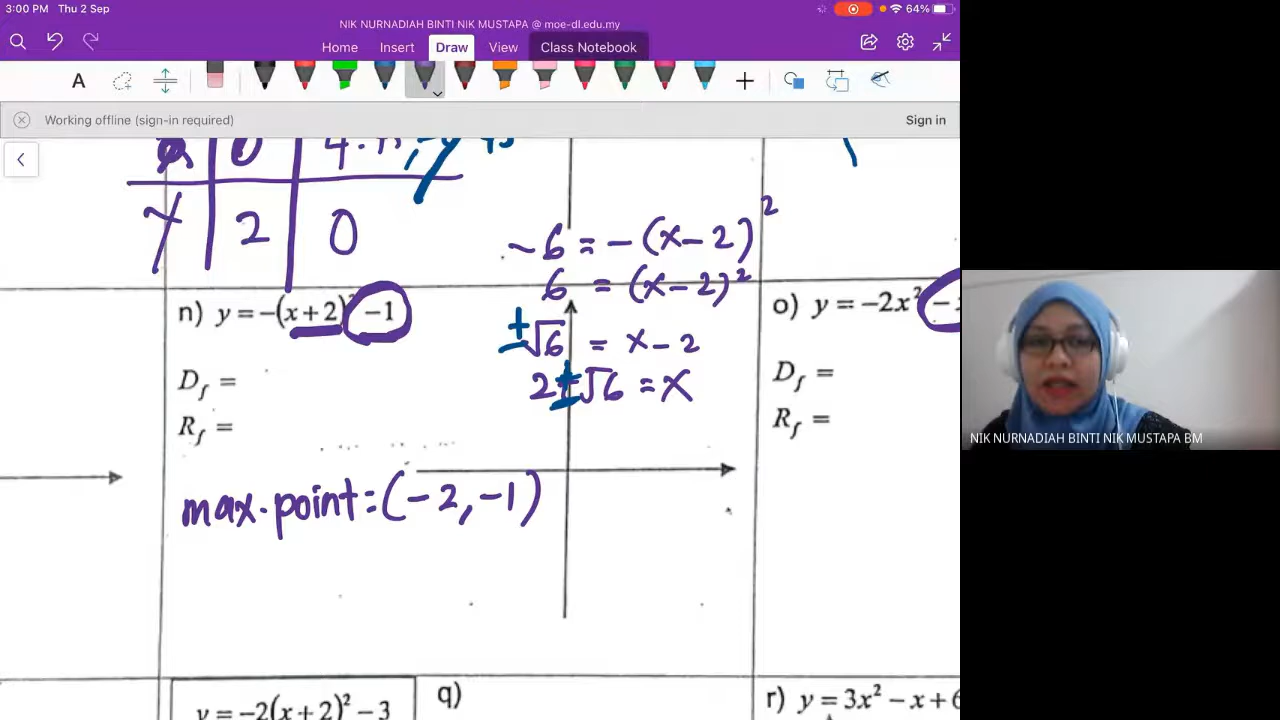 3:00 PM Thu 2 Sep
64%
NIK NURNADIAH BINTI NIK MUSTAPA @ moe-dl.edu.my
Home Insert Draw View Class Notebook
A
Working offline (sign-in required) Sign in
y 2 0
-6 = -(x-2)²
6 = (x-2)²
±√6 = x-2
2±√6 = x
n) y = -(x+2)² -1
D_f =
R_f =
max.point=(-2,-1)
o) y = -2x² -
D_f =
R_f =
y = -2(x+2)² -3
q)
r) y = 3x² - x + 6
NIK NURNADIAH BINTI NIK MUSTAPA BM